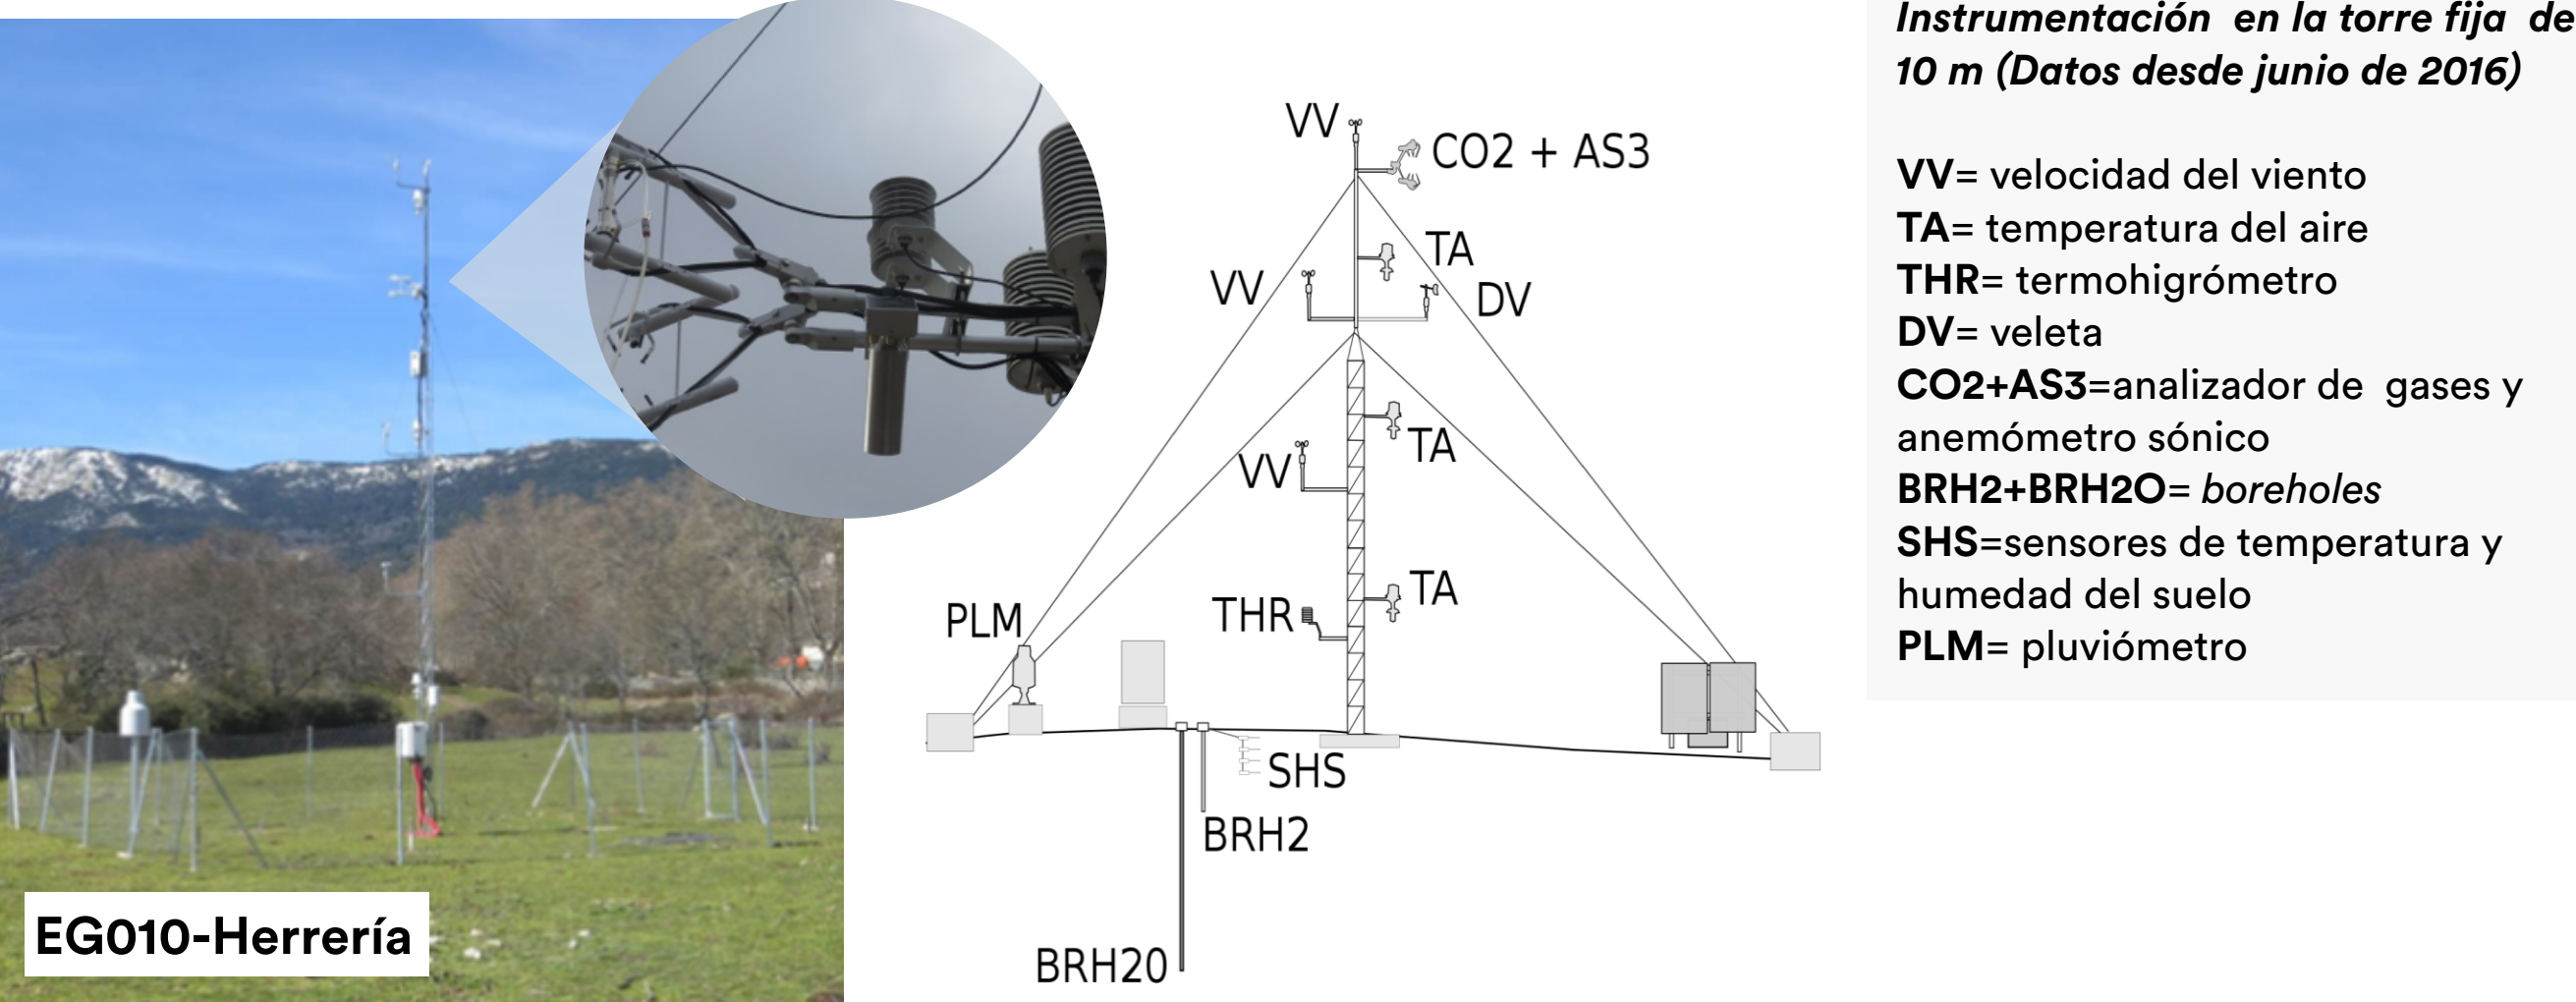 Instrumentación en la torre fija de
10 m (Datos desde junio de 2016)
VV= velocidad del viento
TA= temperatura del aire
THR= termohigrómetro
DV= veleta
CO2+AS3=analizador de gases y
anemómetro sónico
BRH2+BRH2O= boreholes
SHS=sensores de temperatura y
humedad del suelo
PLM= pluviómetro
VV
CO2 + AS3
TA
VV
DV
TA
VV
TA
THR
PLM
SHS
BRH2
BRH20
EG010-Herrería